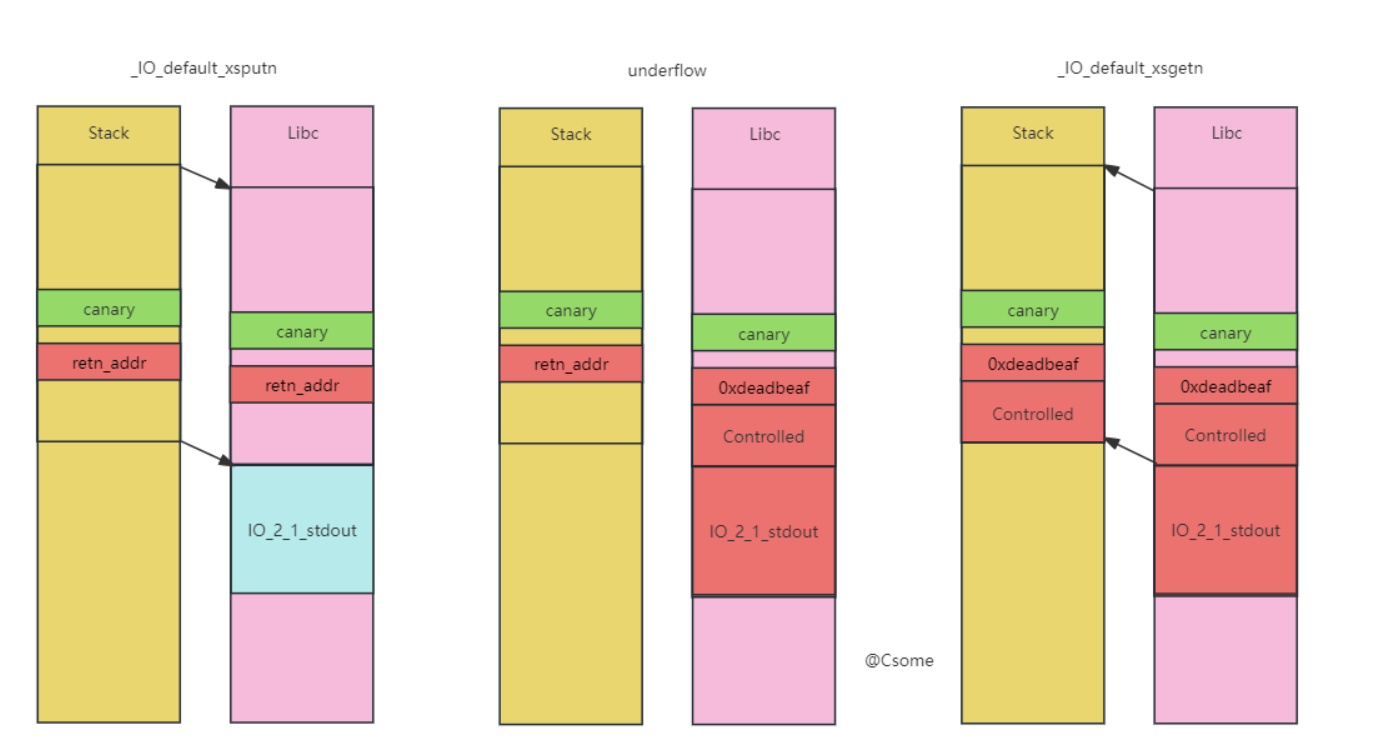 _IO_default_xsputn
Stack
Libc
canary
canary
retn_addr
retn_addr
IO_2_1_stdout
underflow
Stack
Libc
canary
canary
retn_addr
0xdeadbeaf
Controlled
IO_2_1_stdout
_IO_default_xsgetn
Stack
Libc
canary
canary
0xdeadbeaf
0xdeadbeaf
Controlled
Controlled
IO_2_1_stdout
@Csome